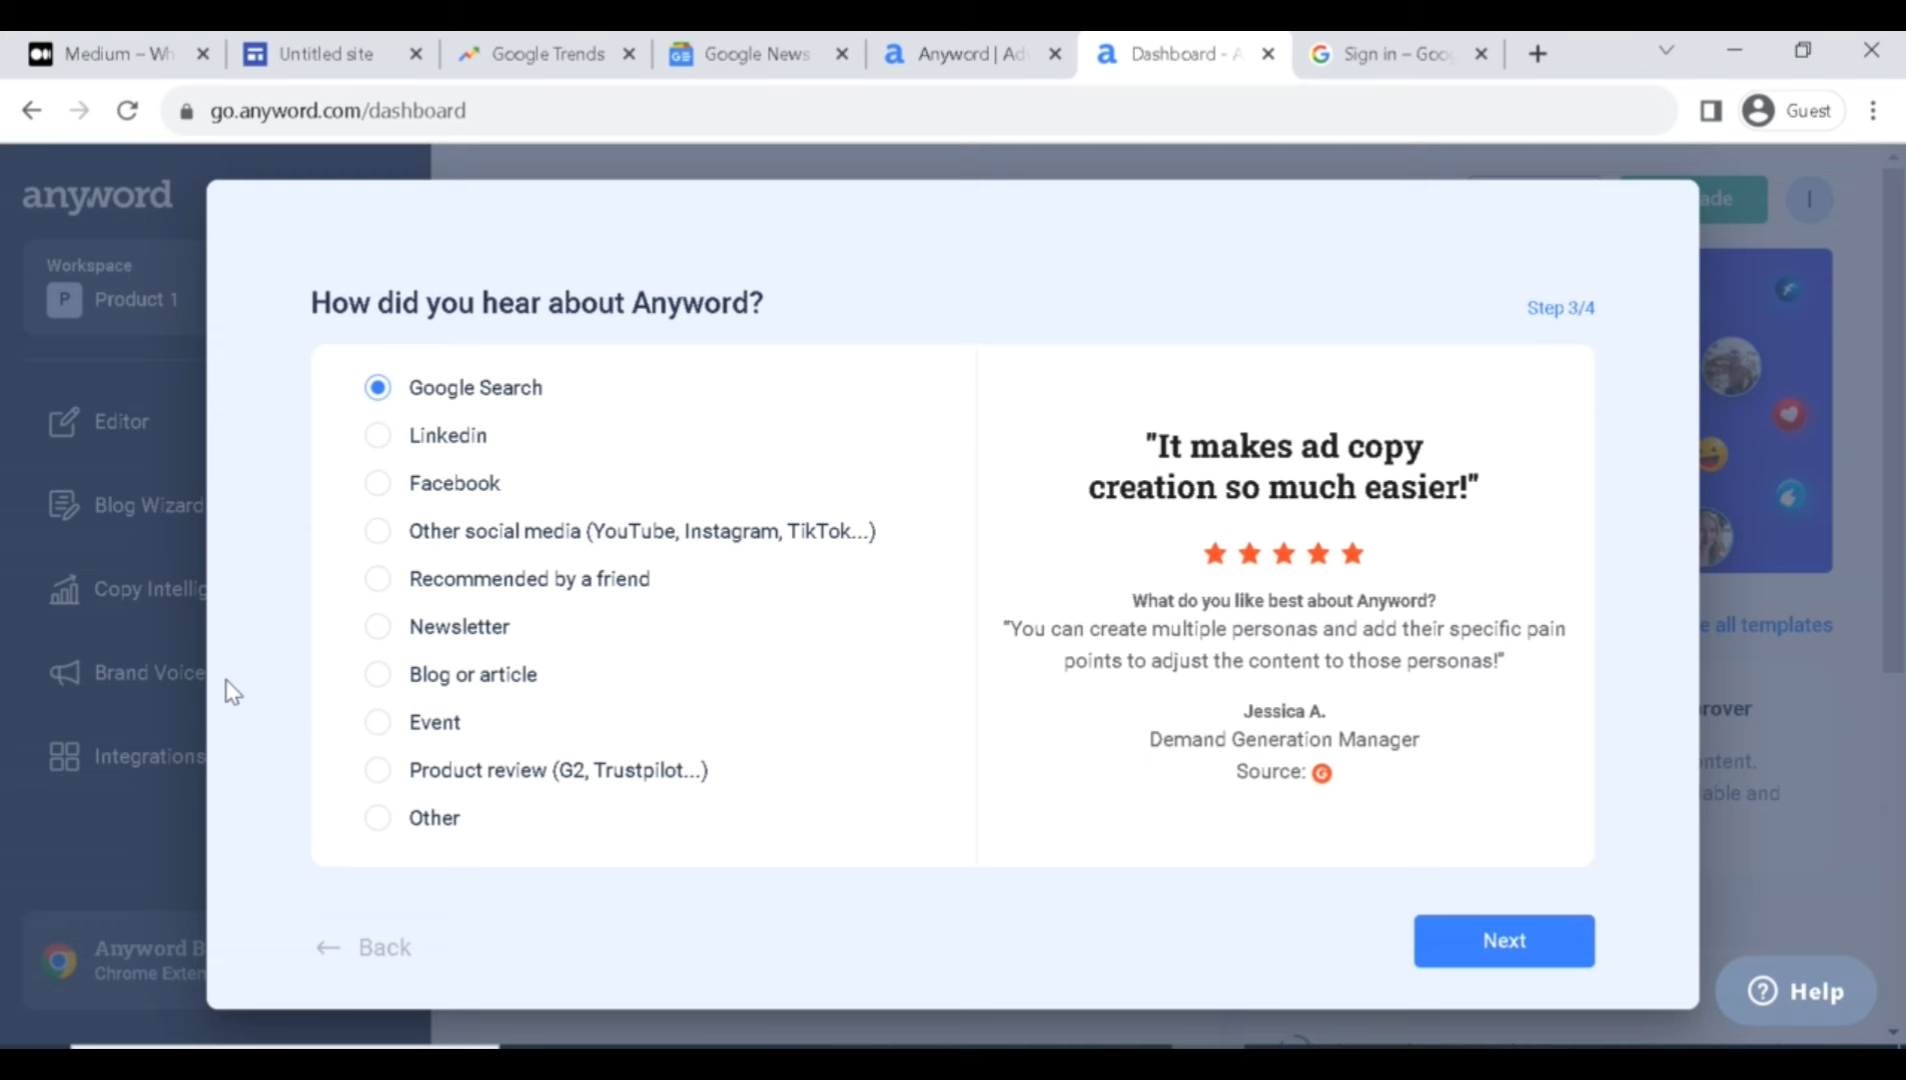 Medium – Wh
Untitled site
Google Trends
Google News
Anyword | Ad
Dashboard - A
Sign in – Goog
go.anyword.com/dashboard
Guest
anyword
Workspace
P
Product 1
Editor
Blog Wizard
Copy Intellig
Brand Voice
Integrations
Anyword B
Chrome Exten
ade
I
e all templates
rover
ntent.
able and
How did you hear about Anyword?
Step 3/4
Google Search
Linkedin
Facebook
Other social media (YouTube, Instagram, TikTok...)
Recommended by a friend
Newsletter
Blog or article
Event
Product review (G2, Trustpilot...)
Other
"It makes ad copy
creation so much easier!"
What do you like best about Anyword?
"You can create multiple personas and add their specific pain
points to adjust the content to those personas!"
Jessica A.
Demand Generation Manager
Source:
Back
Next
Help